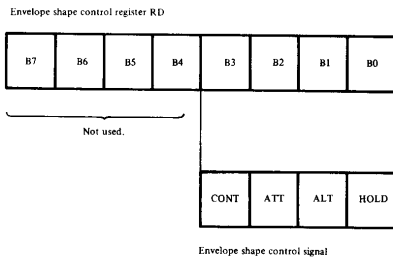 Envelope shape control register RD
B7 B6 B5 B4 B3 B2 B1 B0
Not used.
CONT ATT ALT HOLD
Envelope shape control signal